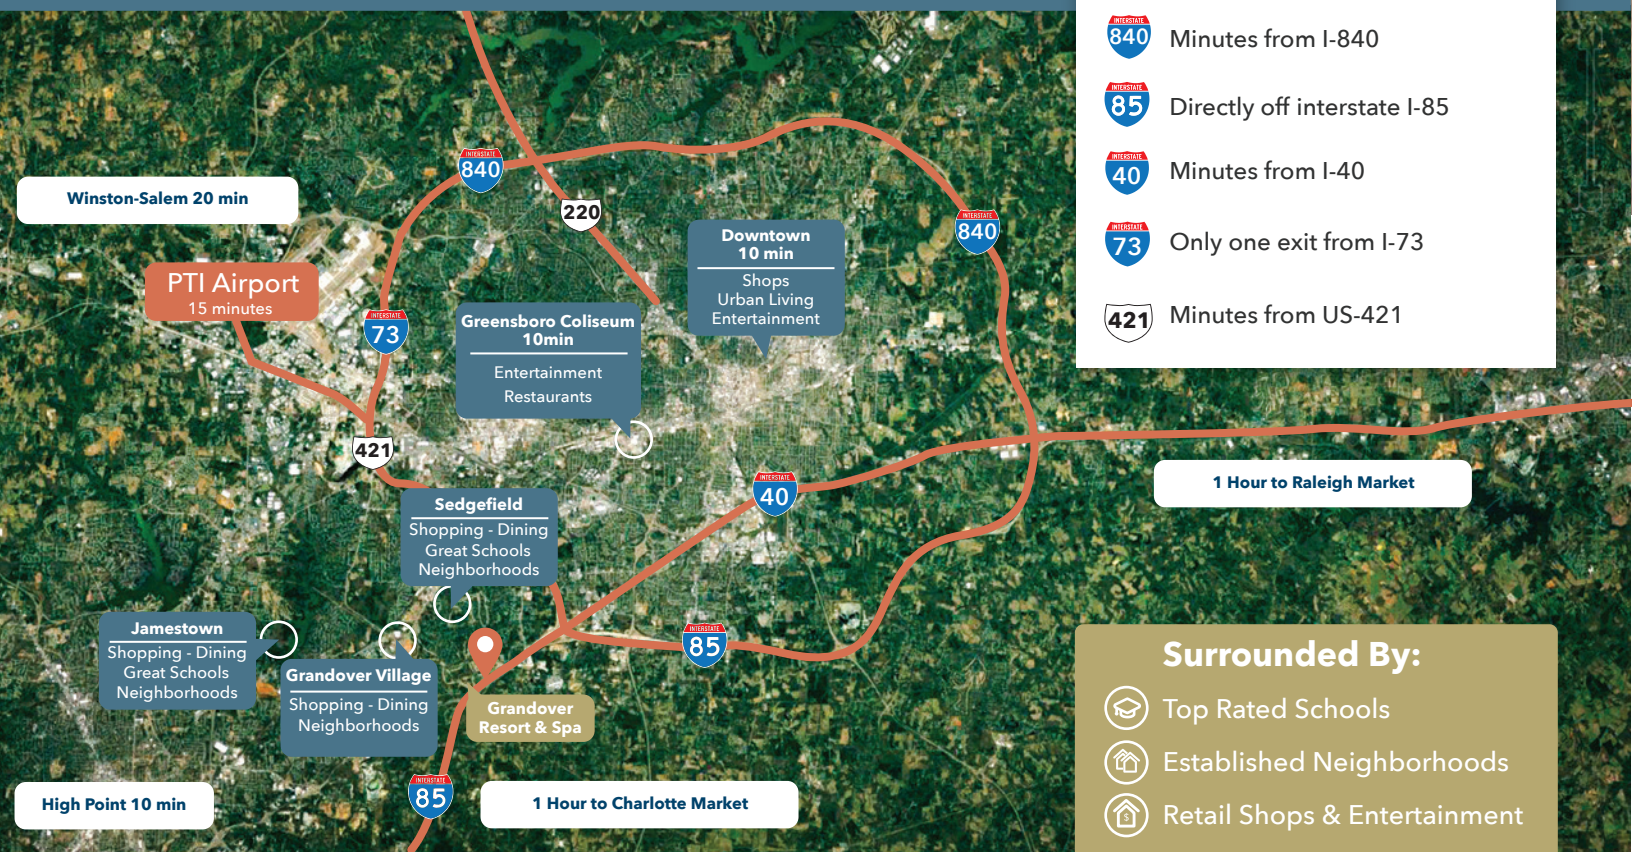 INTERSTATE
840
Minutes from I-840
INTERSTATE
85
Directly off interstate I-85
INTERSTATE
40
Minutes from I-40
INTERSTATE
73
Only one exit from I-73
421
Minutes from US-421
INTERSTATE
840
Winston-Salem 20 min
220
INTERSTATE
840
Downtown
10 min
Shops
Urban Living
Entertainment
PTI Airport
15 minutes
INTERSTATE
73
Greensboro Coliseum
10min
Entertainment
Restaurants
421
INTERSTATE
40
1 Hour to Raleigh Market
Sedgefield
Shopping - Dining
Great Schools
Neighborhoods
Jamestown
Shopping - Dining
Great Schools
Neighborhoods
INTERSTATE
85
Grandover Village
Shopping - Dining
Neighborhoods
Grandover
Resort & Spa
INTERSTATE
85
High Point 10 min
1 Hour to Charlotte Market
Surrounded By:
Top Rated Schools
Established Neighborhoods
$
Retail Shops & Entertainment